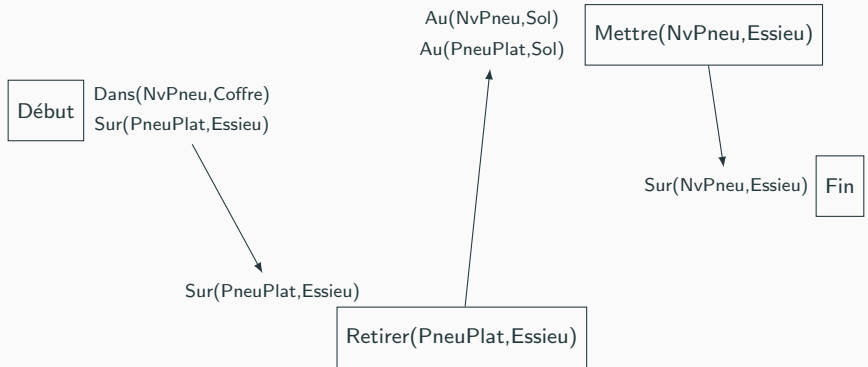 Au(NvPneu,Sol)
Au(PneuPlat,Sol)
Mettre(NvPneu,Essieu)
Début
Dans(NvPneu,Coffre)
Sur(PneuPlat,Essieu)
Sur(NvPneu,Essieu)
Fin
Sur(PneuPlat,Essieu)
Retirer(PneuPlat,Essieu)